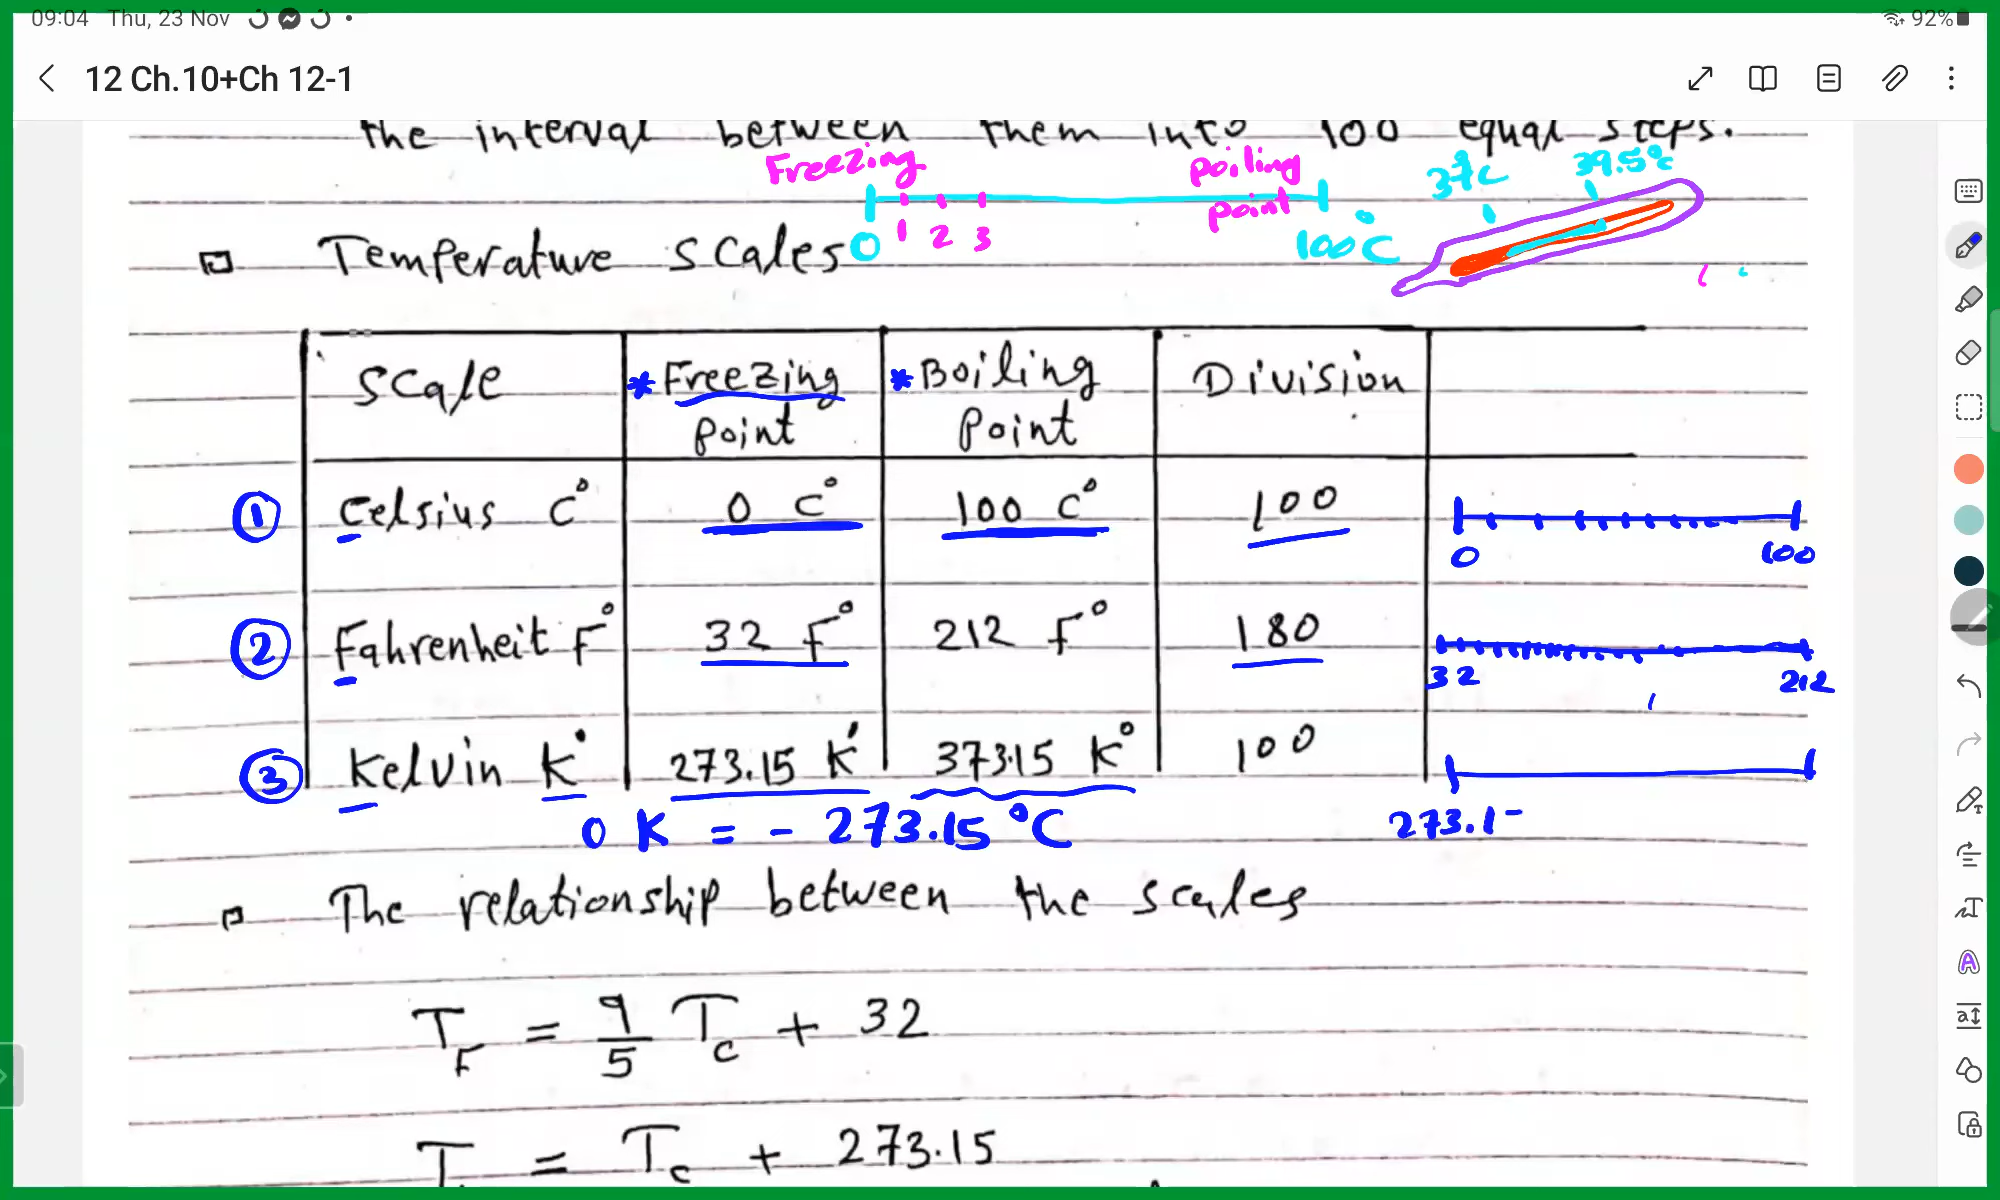 09:04 Thu, 23 Nov
92%
12 Ch.10+Ch 12-1
the interval between them into 100 equal steps.
Freezing
poiling
point
37°C
39.5°C
0 1 2 3
100°C
Temperature scales
Scale *Freezing point *Boiling point Division
① Celsius C° 0 C° 100 C° 100
0 100
② Fahrenheit F° 32 F° 212 F° 180
32 212
③ Kelvin K° 273.15 K° 373.15 K° 100
0 K = - 273.15 °C
273.1
The relationship between the scales
T_F = 9/5 T_C + 32
T = T_C + 273.15